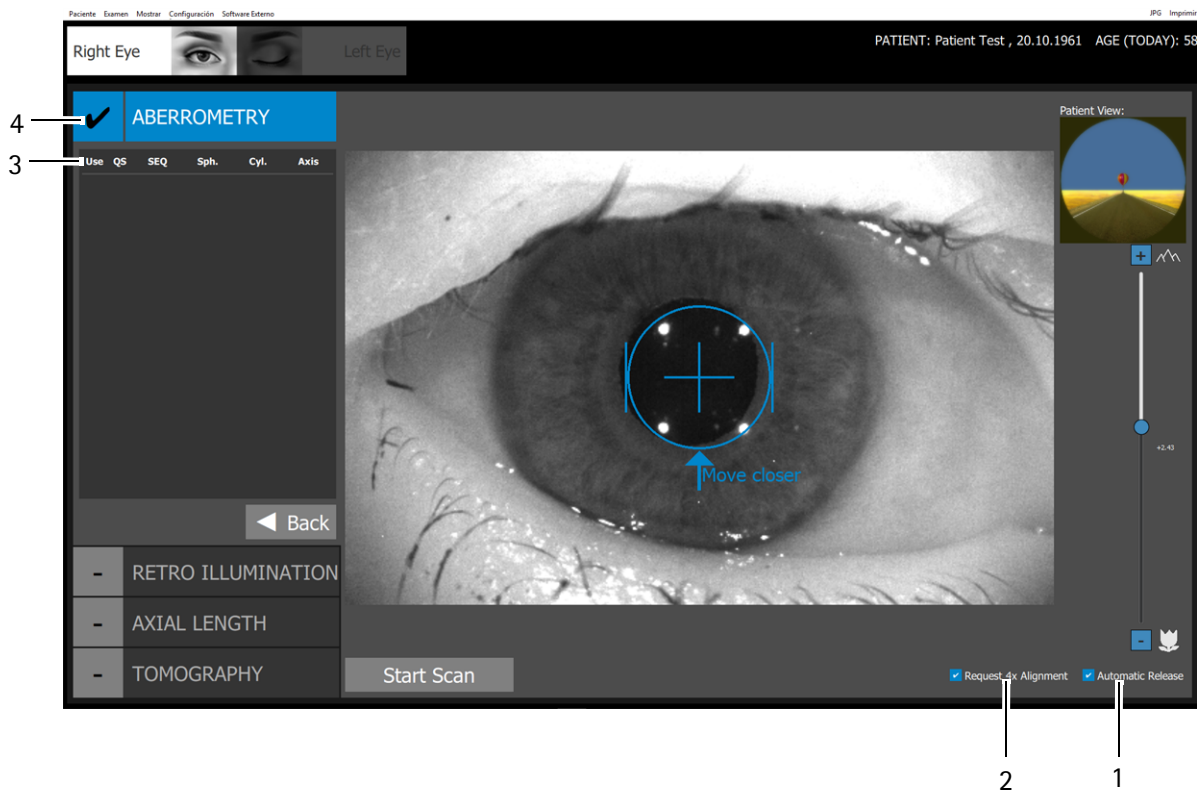 Paciente Examen Mostrar Configuración Software Externo JPG Imprimir
Right Eye Left Eye PATIENT: Patient Test , 20.10.1961 AGE (TODAY): 58
4 ABERROMETRY
Patient View:
3 Use QS SEQ Sph. Cyl. Axis
+
+2.43
Move closer
Back
- RETRO ILLUMINATION
- AXIAL LENGTH
-
- TOMOGRAPHY
Start Scan
Request 4x Alignment Automatic Release
2 1